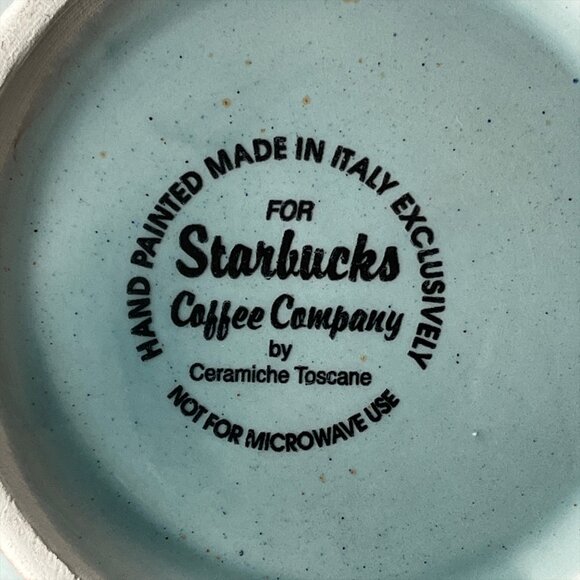 HAND PAINTED MADE IN ITALY EXCLUSIVELY
FOR
Starbucks
Coffee Company
by
Ceramiche Toscane
NOT FOR MICROWAVE USE